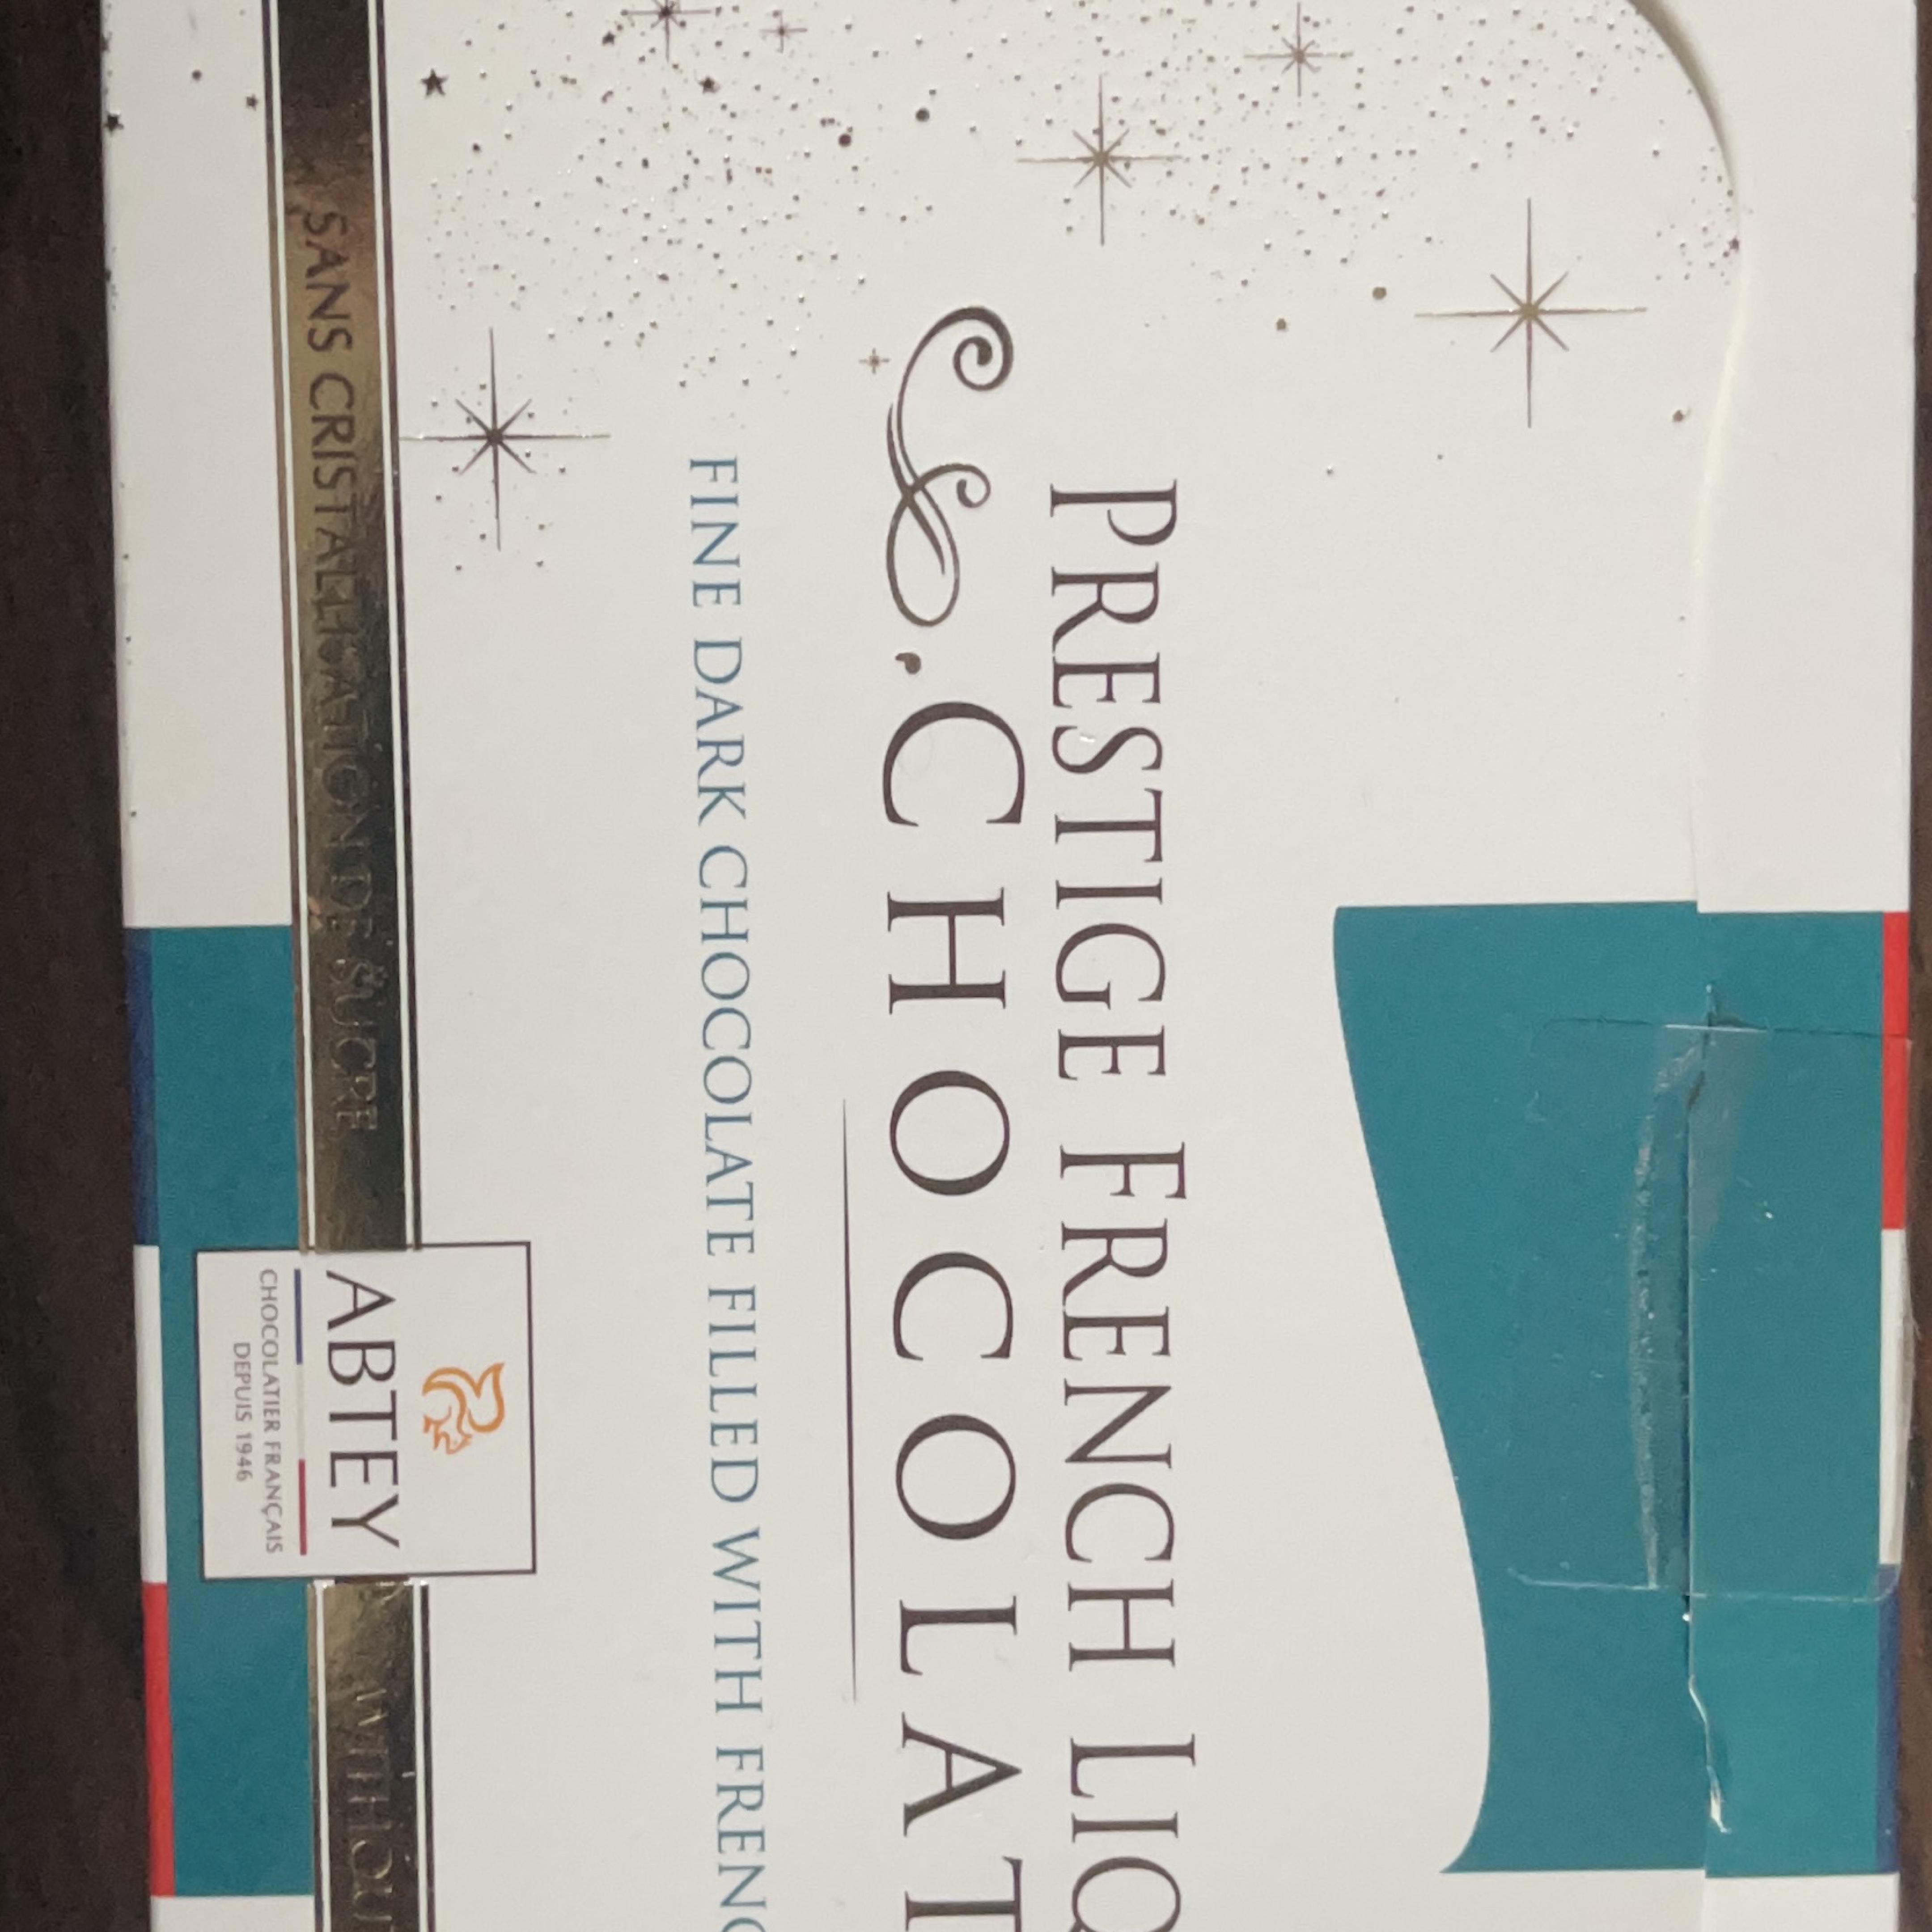 PRESTIGE FRENCH LIQ
CHOCOLAT
FINE DARK CHOCOLATE FILLED WITH FRENC
SANS CRISTALLISATION DE SUCRE
ABTEY
CHOCOLATIER FRANÇAIS
DEPUIS 1946
WITHOUT